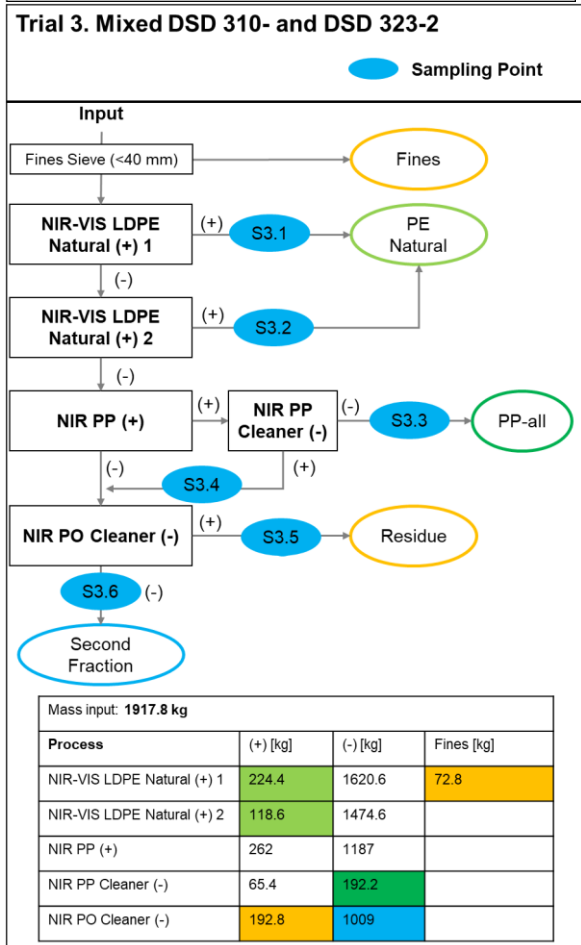 Trial 3. Mixed DSD 310- and DSD 323-2
Sampling Point
Input
Fines Sieve (<40 mm)
Fines
NIR-VIS LDPE
Natural (+) 1
(+)
S3.1
PE
Natural
(-)
NIR-VIS LDPE
Natural (+) 2
(+)
S3.2
(-)
NIR PP (+)
(+)
NIR PP
Cleaner (-)
(-)
S3.3
PP-all
(-)
S3.4
(+)
NIR PO Cleaner (-)
(+)
S3.5
Residue
S3.6
(-)
Second
Fraction
Mass input: 1917.8 kg
Process (+) [kg] (-) [kg] Fines [kg]
NIR-VIS LDPE Natural (+) 1 224.4 1620.6 72.8
NIR-VIS LDPE Natural (+) 2 118.6 1474.6
NIR PP (+) 262 1187
NIR PP Cleaner (-) 65.4 192.2
NIR PO Cleaner (-) 192.8 1009